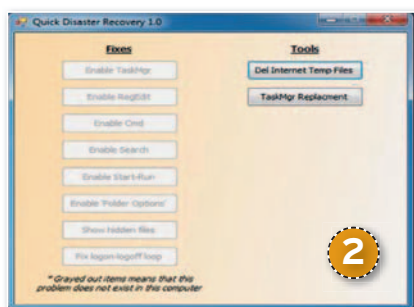 Quick Disaster Recovery 1.0
Fixes
Enable TaskMgr
Enable RegEdit
Enable Cmd
Enable Search
Enable Start-Run
Enable 'Folder Options'
Show hidden files
Fix logon-logoff loop
* Grayed out items means that this
problem does not exist in this computer
Tools
Del Internet Temp Files
TaskMgr Replacment
2